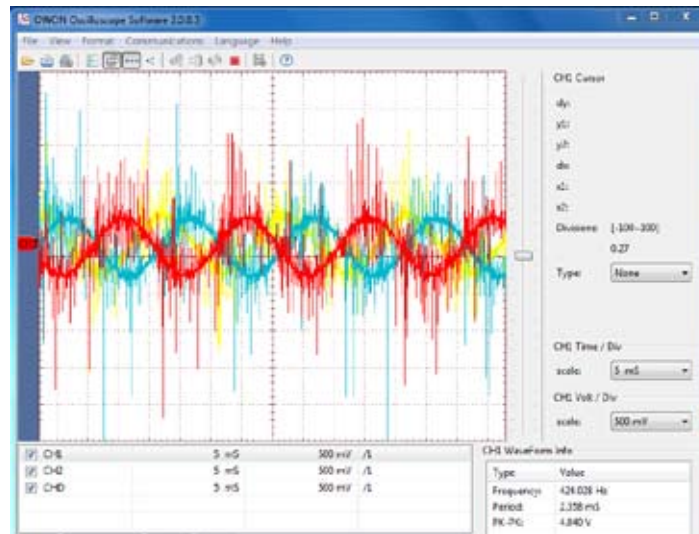 OWON Oscilloscope Software 2.0.8.3
File View Format Communications Language Help
CH1 Cursor
dy:
y1:
y2:
dx:
x1:
x2:
Divisions: [-100~100]
0.27
Type: None
CH1 Time / Div
scale: 5 mS
CH1 Volt / Div
scale: 500 mV
CH1 5 mS 500 mV /1
CH2 5 mS 500 mV /1
5 mS 500 mV /1
CH1 Waveform Info
Type Value
Frequency: 424.028 Hz
Period: 2.358 mS
PK-PK: 4.840 V